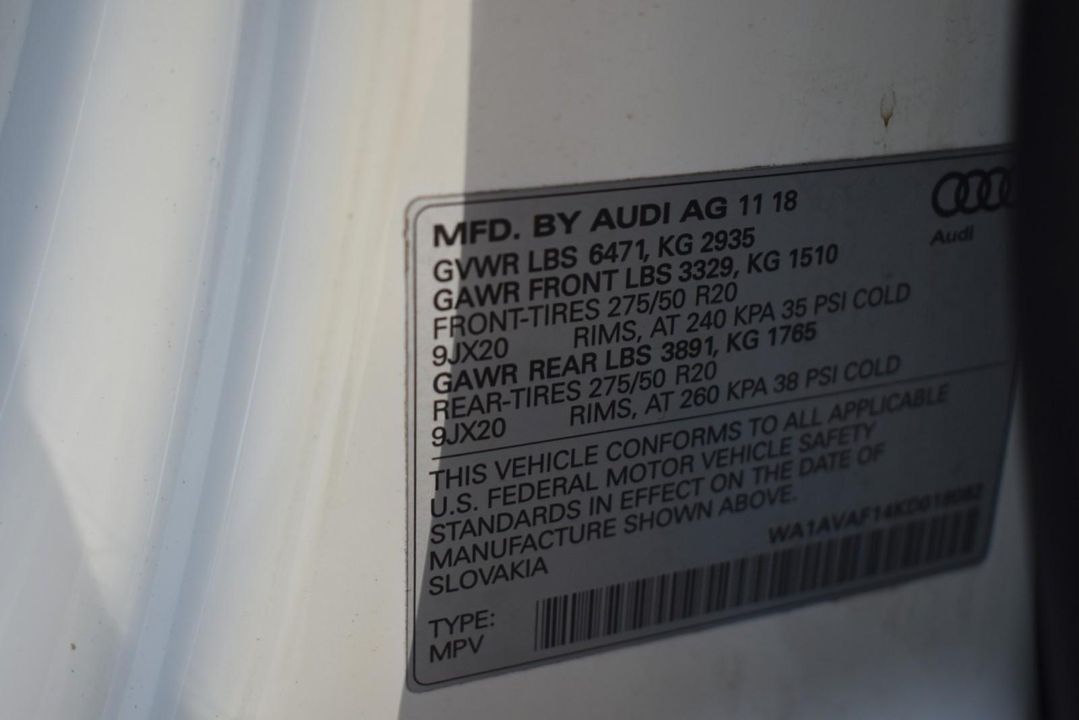 MFD. BY AUDI AG 11 18
Audi
GVWR LBS 6471, KG 2935
GAWR FRONT LBS 3329, KG 1510
FRONT-TIRES 275/50 R20
9JX20 RIMS, AT 240 KPA 35 PSI COLD
GAWR REAR LBS 3891, KG 1765
REAR-TIRES 275/50 R20
9JX20 RIMS, AT 260 KPA 38 PSI COLD
THIS VEHICLE CONFORMS TO ALL APPLICABLE
U.S. FEDERAL MOTOR VEHICLE SAFETY
STANDARDS IN EFFECT ON THE DATE OF
MANUFACTURE SHOWN ABOVE.
SLOVAKIA
TYPE:
MPV